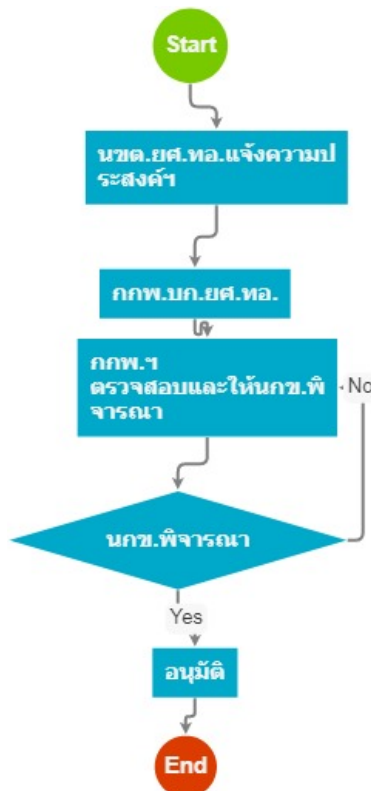 Start
นขต.ยศ.ทอ.แจ้งความป
ระสงค์ฯ
กกพ.บก.ยศ.ทอ.
กกพ.ฯ
ตรวจสอบและให้นกข.พิ
จารณา
No
นกข.พิจารณา
Yes
อนุมัติ
End